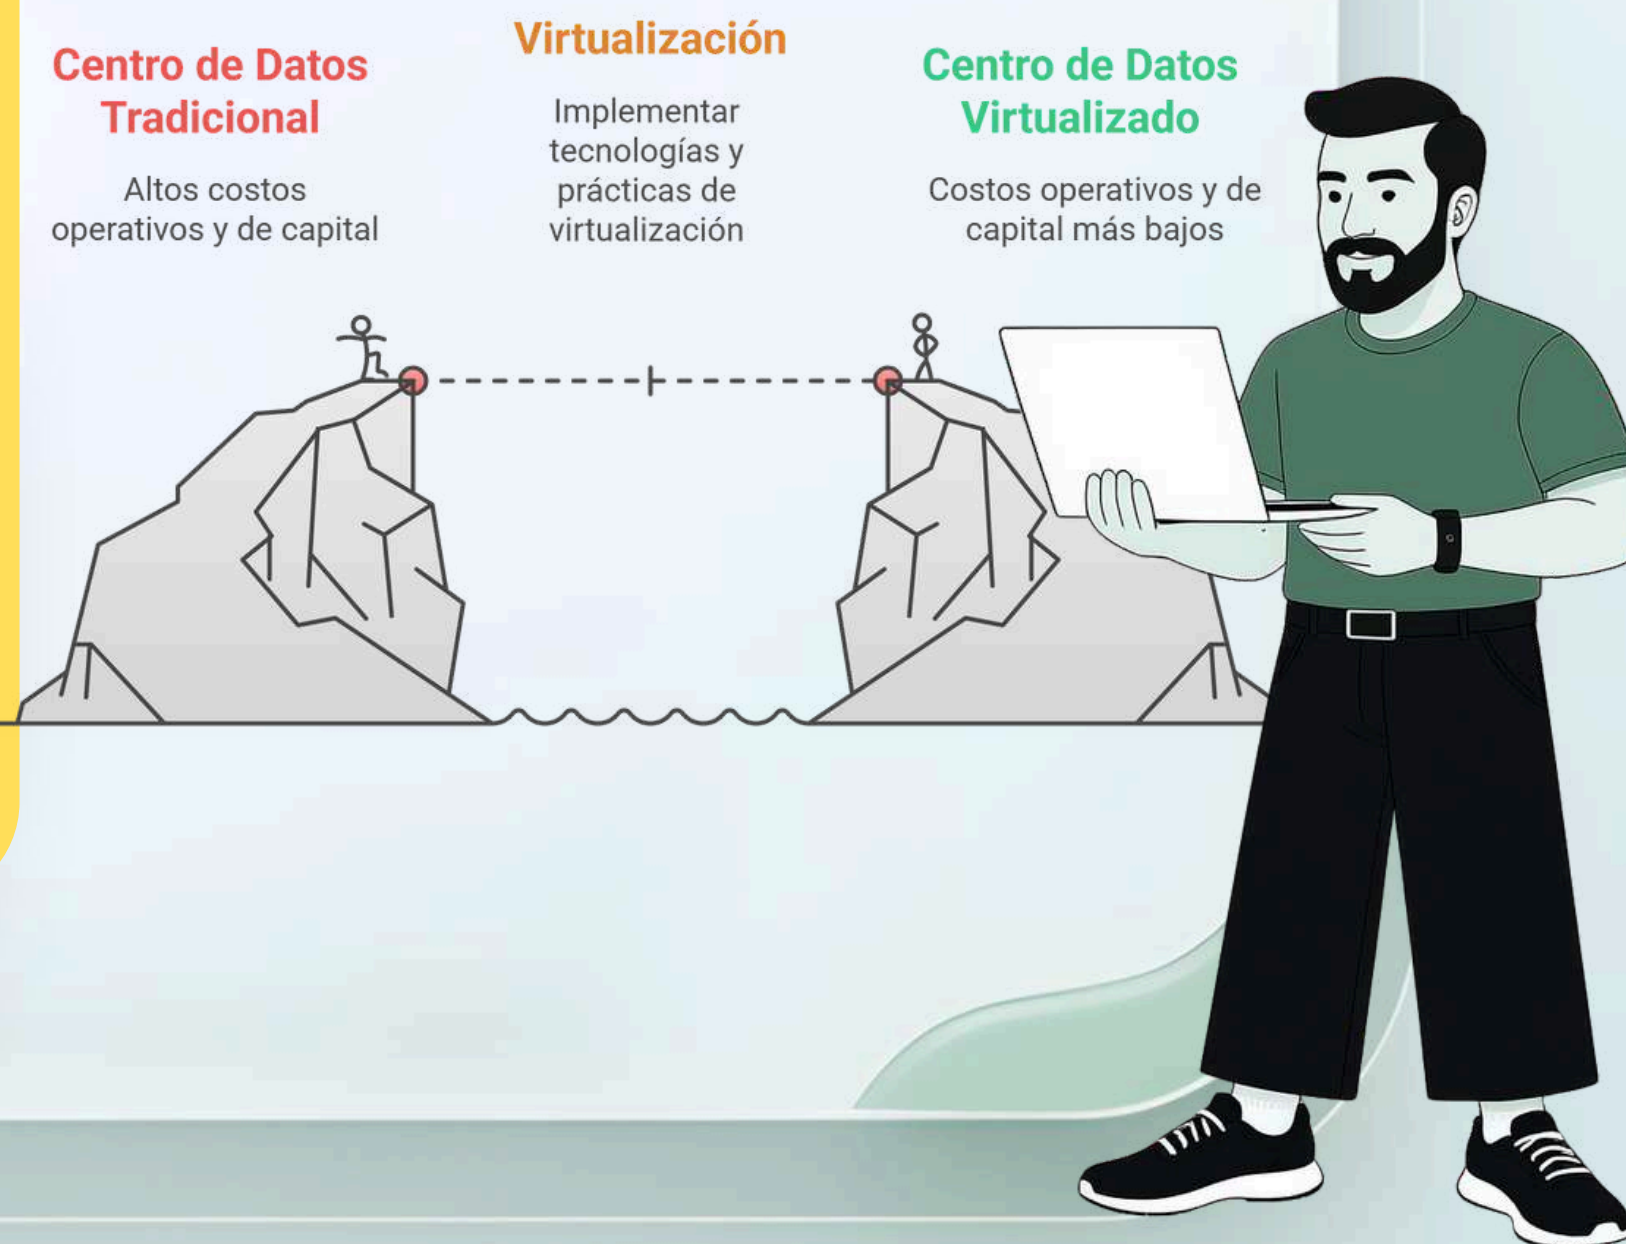 Centro de Datos
Tradicional
Altos costos
operativos y de capital
Virtualización
Implementar
tecnologías y
prácticas de
virtualización
Centro de Datos
Virtualizado
Costos operativos y de
capital más bajos